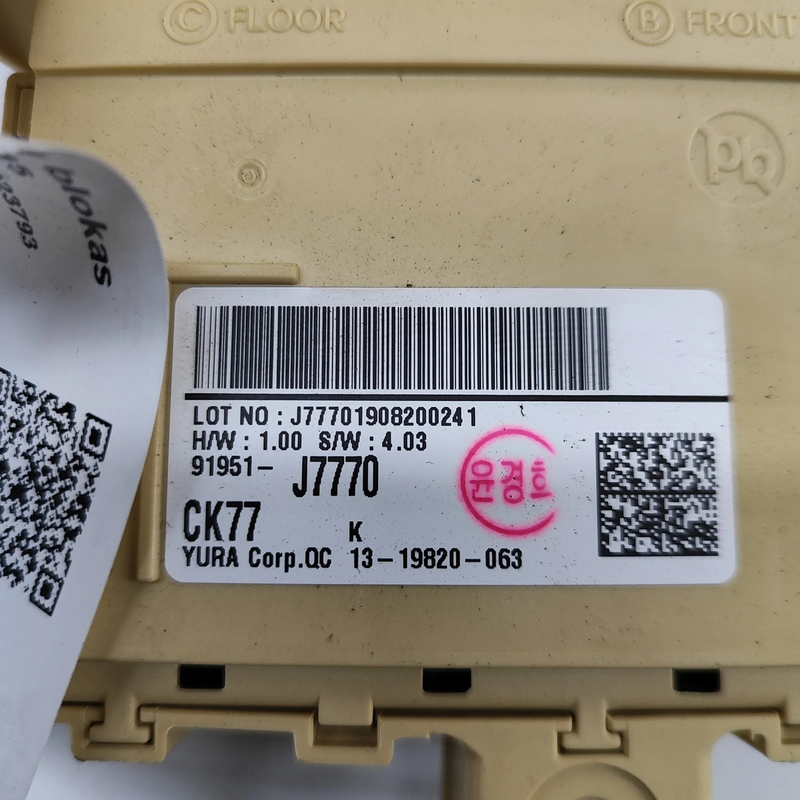 C FLOOR
B FRONT
pb
blokas
LOT NO : J77701908200241
H/W : 1.00 S/W : 4.03
91951- J7770
원경희
CK77 K
YURA Corp.QC 13-19820-063